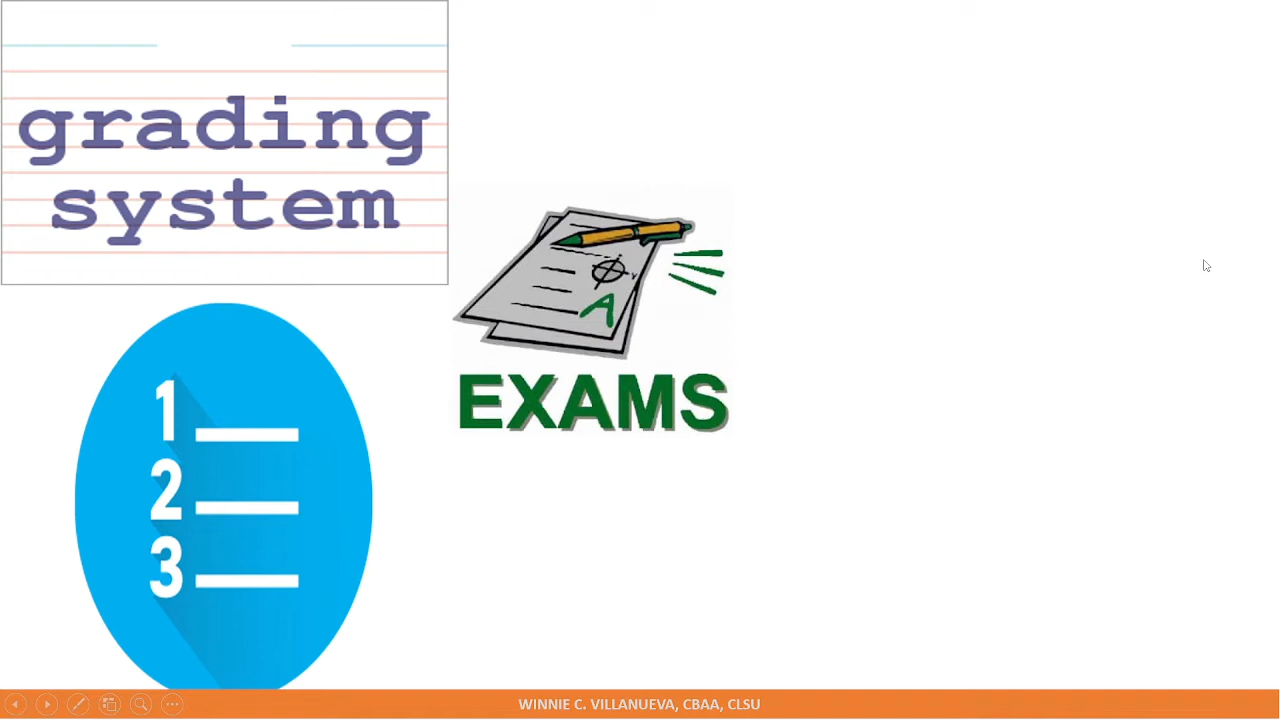 grading
system
A
EXAMS
1
2
3
WINNIE C. VILLANUEVA, CBAA, CLSU